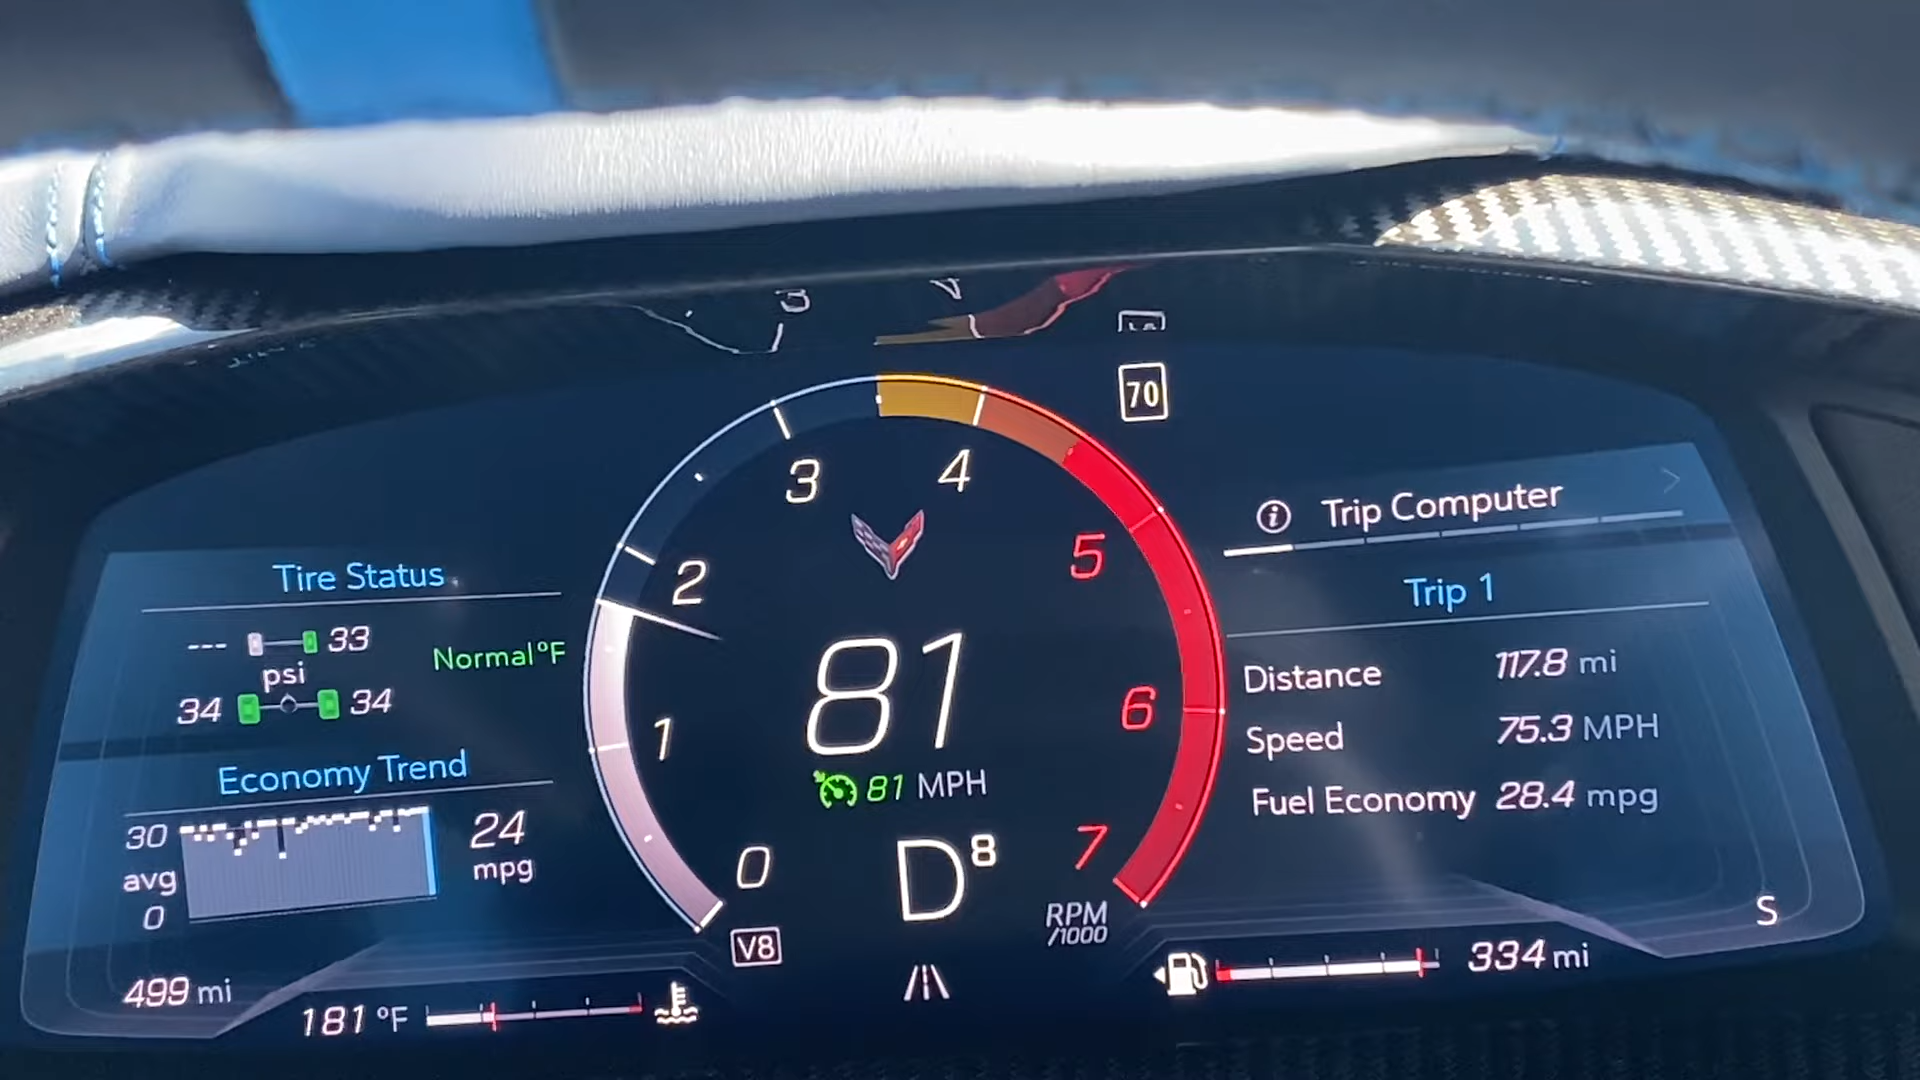 70
3
4
2
5
1
6
0
7
81
81 MPH
D8
RPM
/1000
V8
Tire Status
--- 33
psi
34 34
Normal°F
Economy Trend
30
avg
0
24
mpg
499 mi
181 °F
Trip Computer
Trip 1
Distance 117.8 mi
Speed 75.3 MPH
Fuel Economy 28.4 mpg
S
334 mi